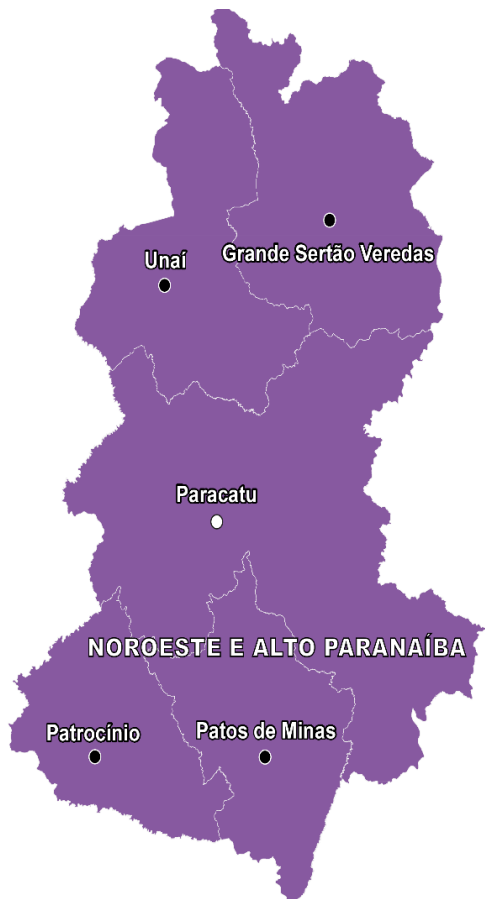 Unaí
Grande Sertão Veredas
Paracatu
NOROESTE E ALTO PARANAÍBA
Patrocínio
Patos de Minas